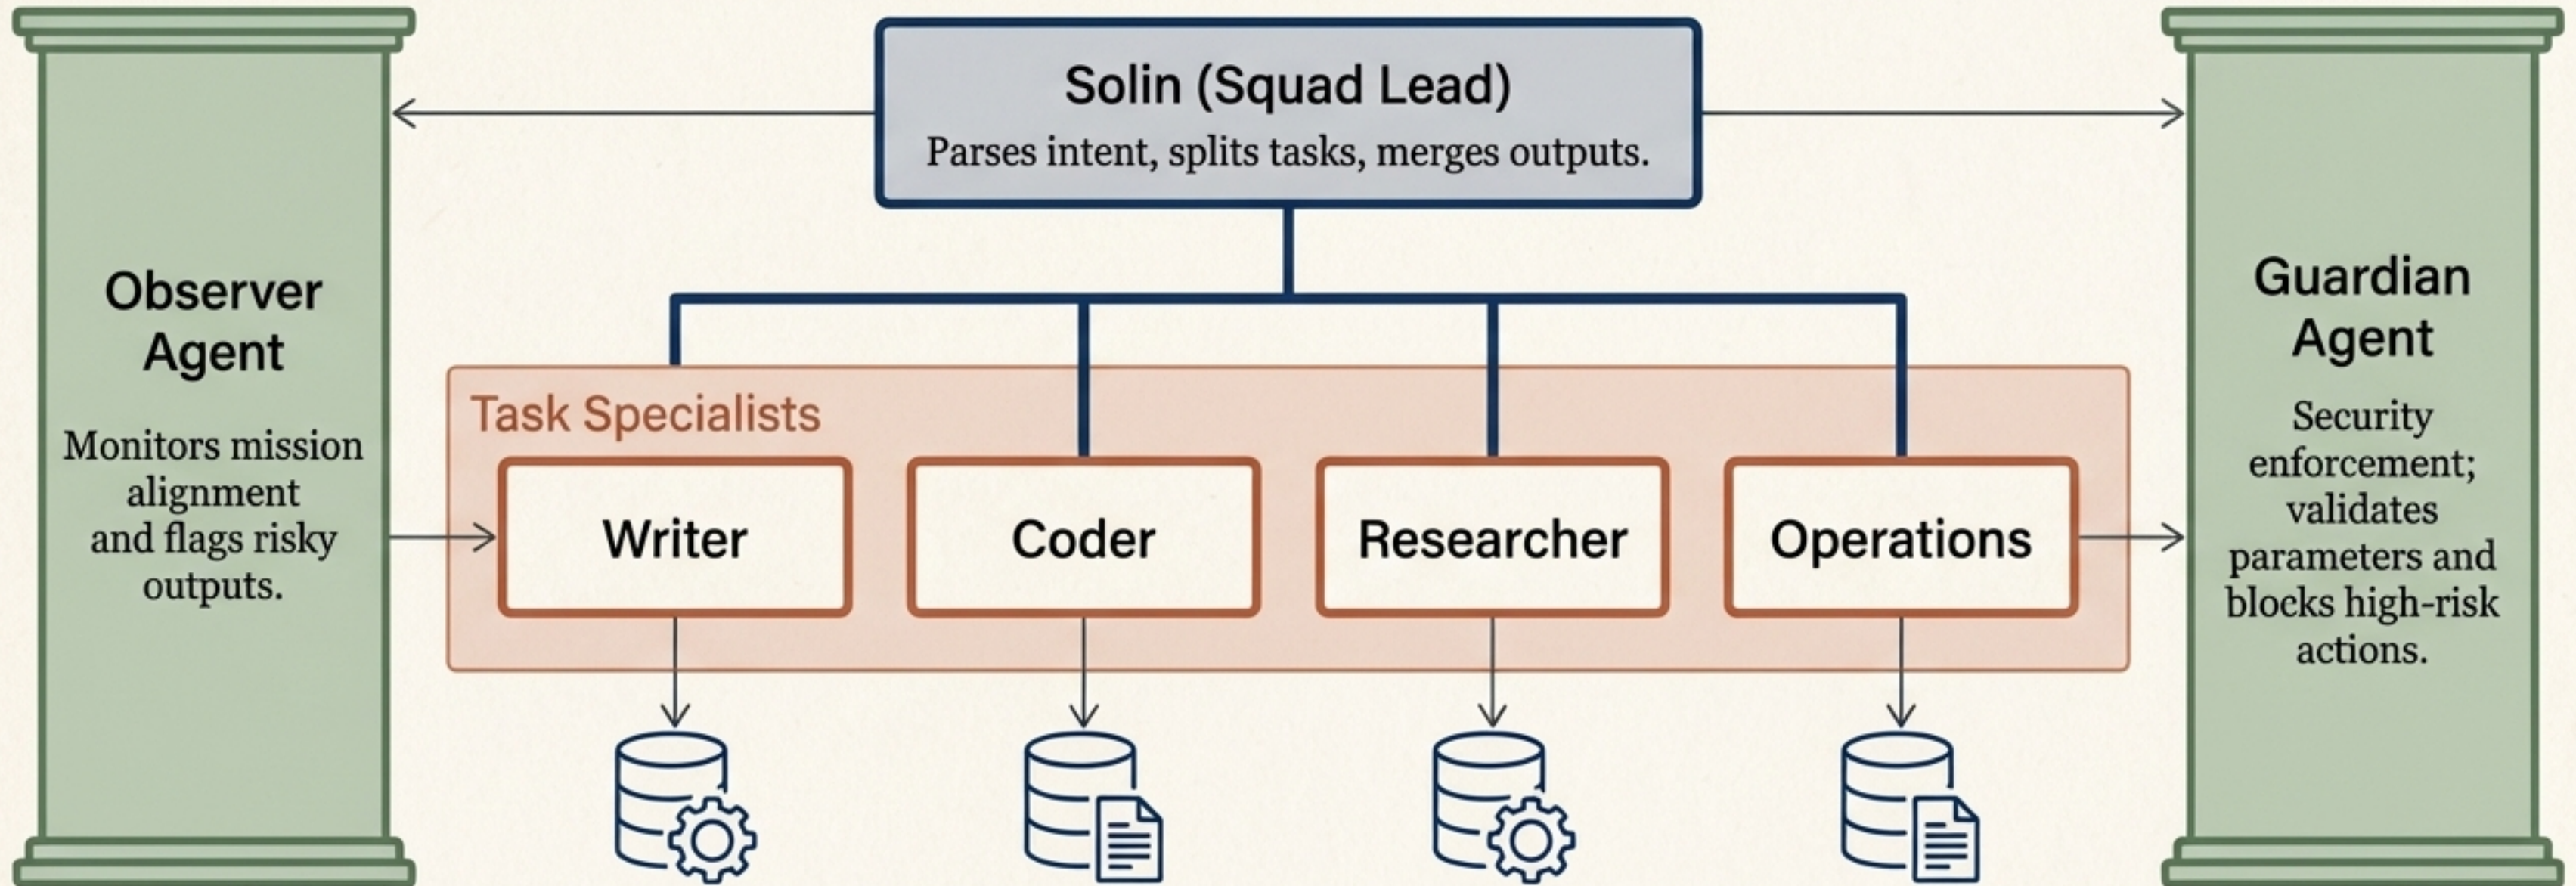 Solin (Squad Lead)
Parses intent, splits tasks, merges outputs.
Observer
Agent
Monitors mission
alignment
and flags risky
outputs.
Task Specialists
Writer
Coder
Researcher
Operations
Guardian
Agent
Security
enforcement;
validates
parameters and
blocks high-risk
actions.